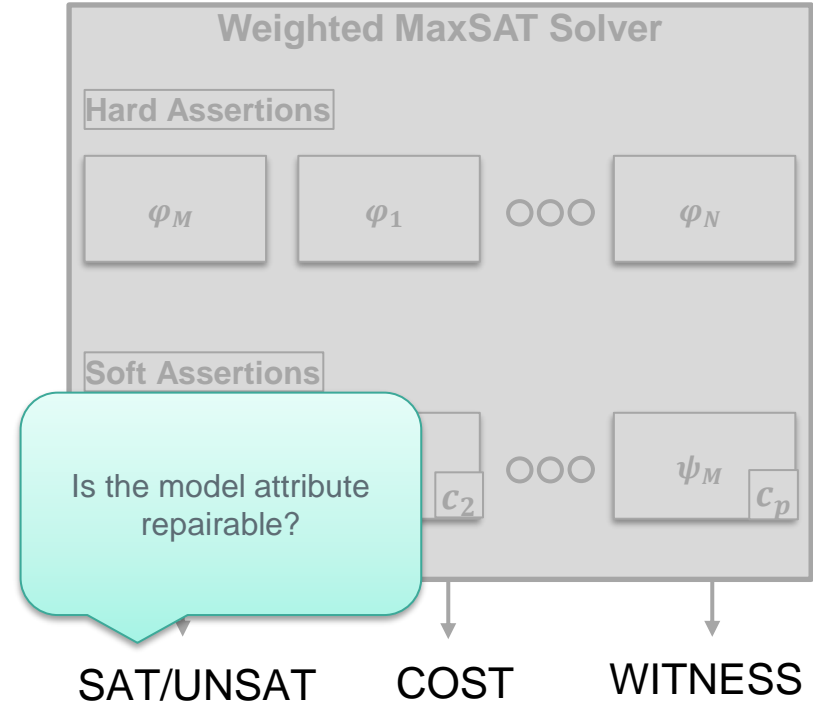 Weighted MaxSAT Solver
Hard Assertions
φ_M φ_1 ○○○ φ_N
Soft Assertions
c_2 ○○○ ψ_M c_p
Is the model attribute
repairable?
SAT/UNSAT COST WITNESS